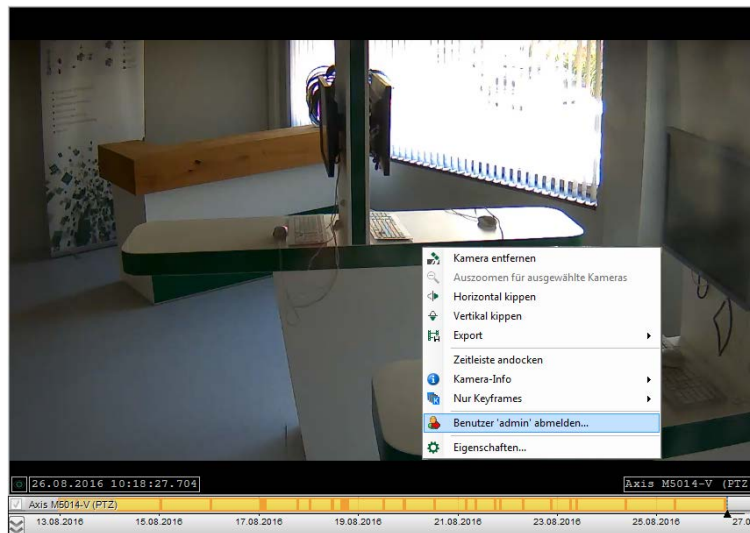 Kamera entfernen
Auszoomen für ausgewählte Kameras
Horizontal kippen
Vertikal kippen
Export
Zeitleiste andocken
Kamera-Info
Nur Keyframes
Benutzer 'admin' abmelden...
Eigenschaften...
26.08.2016 10:18:27.704
Axis M5014-V (PTZ
Axis M5014-V (PTZ)
13.08.2016 15.08.2016 17.08.2016 19.08.2016 21.08.2016 23.08.2016 25.08.2016 27.0